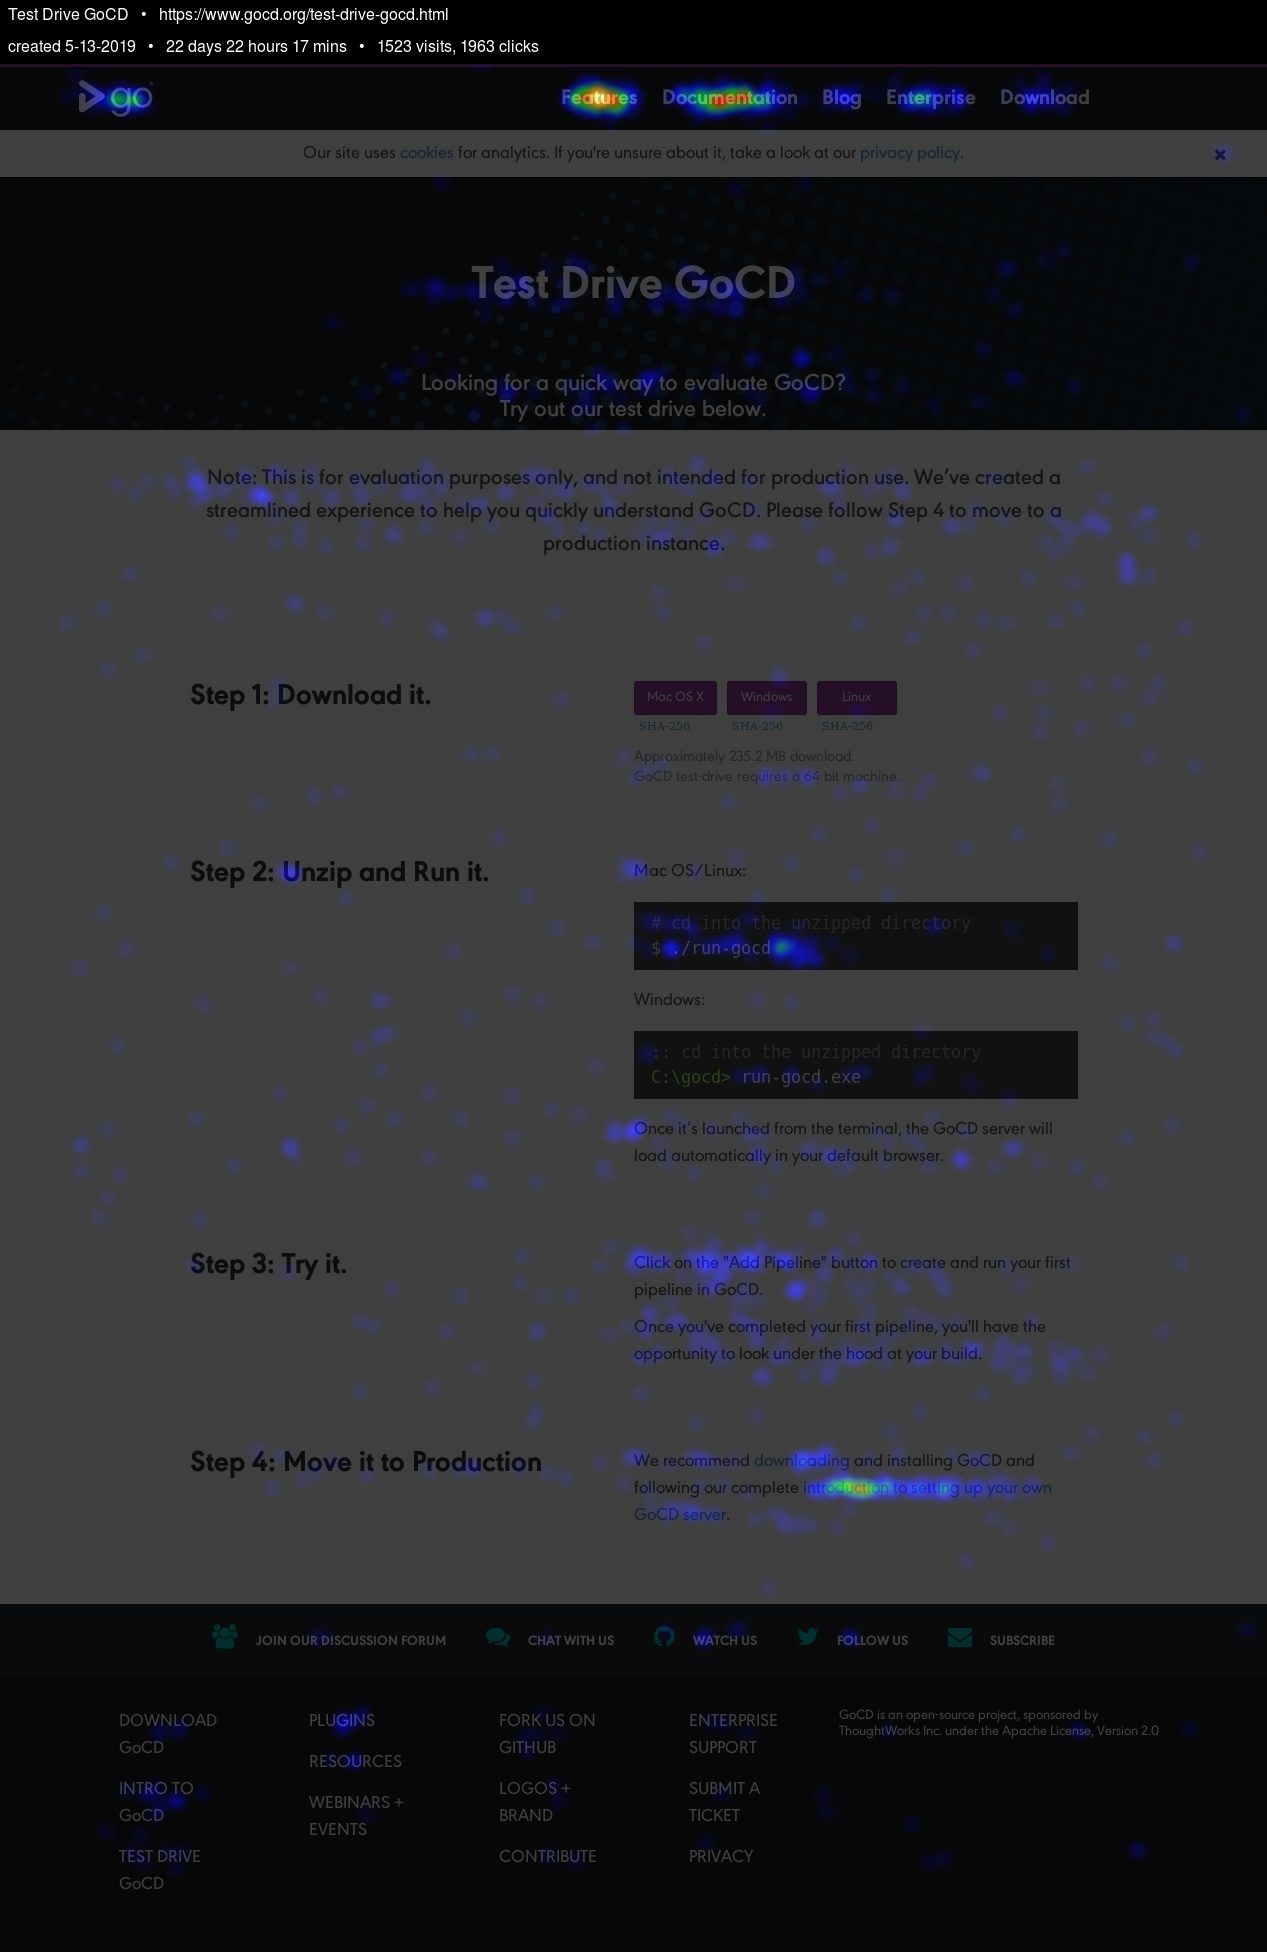 Test Drive GoCD • https://www.gocd.org/test-drive-gocd.html
created 5-13-2019 • 22 days 22 hours 17 mins • 1523 visits, 1963 clicks
go Features Documentation Blog Enterprise Download
Our site uses cookies for analytics. If you're unsure about it, take a look at our privacy policy.
Test Drive GoCD
Looking for a quick way to evaluate GoCD?
Try out our test drive below.
Note: This is for evaluation purposes only, and not intended for production use. We’ve created a
streamlined experience to help you quickly understand GoCD. Please follow Step 4 to move to a
production instance.
Step 1: Download it.
Mac OS X Windows Linux
SHA-256 SHA-256 SHA-256
Approximately 235.2 MB download.
GoCD test-drive requires a 64 bit machine.
Step 2: Unzip and Run it.
Mac OS/Linux:
# cd into the unzipped directory
$ ./run-gocd
Windows:
:: cd into the unzipped directory
C:\gocd> run-gocd.exe
Once it’s launched from the terminal, the GoCD server will
load automatically in your default browser.
Step 3: Try it.
Click on the "Add Pipeline" button to create and run your first
pipeline in GoCD.
Once you've completed your first pipeline, you'll have the
opportunity to look under the hood at your build.
Step 4: Move it to Production
We recommend downloading and installing GoCD and
following our complete introduction to setting up your own
GoCD server.
JOIN OUR DISCUSSION FORUM CHAT WITH US WATCH US FOLLOW US SUBSCRIBE
DOWNLOAD
GoCD
INTRO TO
GoCD
TEST DRIVE
GoCD
PLUGINS
RESOURCES
WEBINARS +
EVENTS
FORK US ON
GITHUB
LOGOS +
BRAND
CONTRIBUTE
ENTERPRISE
SUPPORT
SUBMIT A
TICKET
PRIVACY
GoCD is an open-source project, sponsored by
ThoughtWorks Inc. under the Apache License, Version 2.0